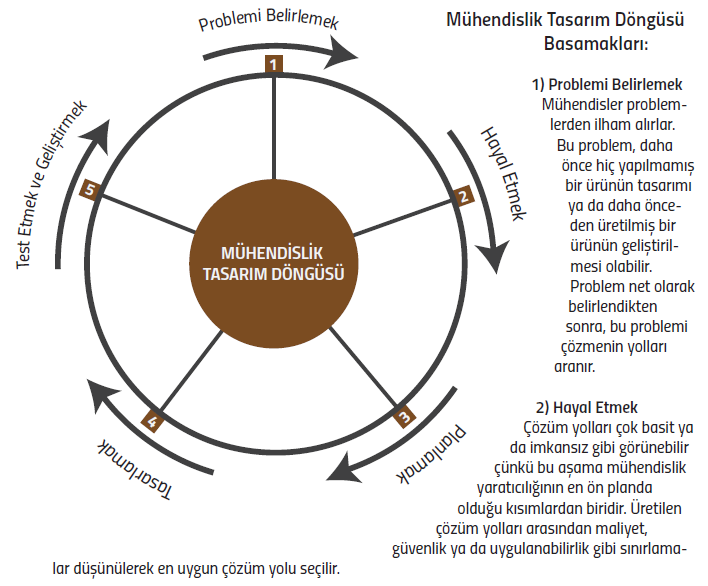 Problemi Belirlemek
1
Hayal Etmek
2
Planlamak
3
Tasarlamak
4
Test Etmek ve Geliştirmek
5
MÜHENDİSLİK
TASARIM DÖNGÜSÜ
Mühendislik Tasarım Döngüsü
Basamakları:
1) Problemi Belirlemek
Mühendisler problem-
lerden ilham alırlar.
Bu problem, daha
önce hiç yapılmamış
bir ürünün tasarımı
ya da daha önce-
den üretilmiş bir
ürünün geliştiril-
mesi olabilir.
Problem net olarak
belirlendikten
sonra, bu problemi
çözmenin yolları
aranır.
2) Hayal Etmek
Çözüm yolları çok basit ya
da imkansız gibi görünebilir
çünkü bu aşama mühendislik
yaratıcılığının en ön planda
olduğu kısımlardan biridir. Üretilen
çözüm yolları arasından maliyet,
güvenlik ya da uygulanabilirlik gibi sınırlama-
lar düşünülerek en uygun çözüm yolu seçilir.